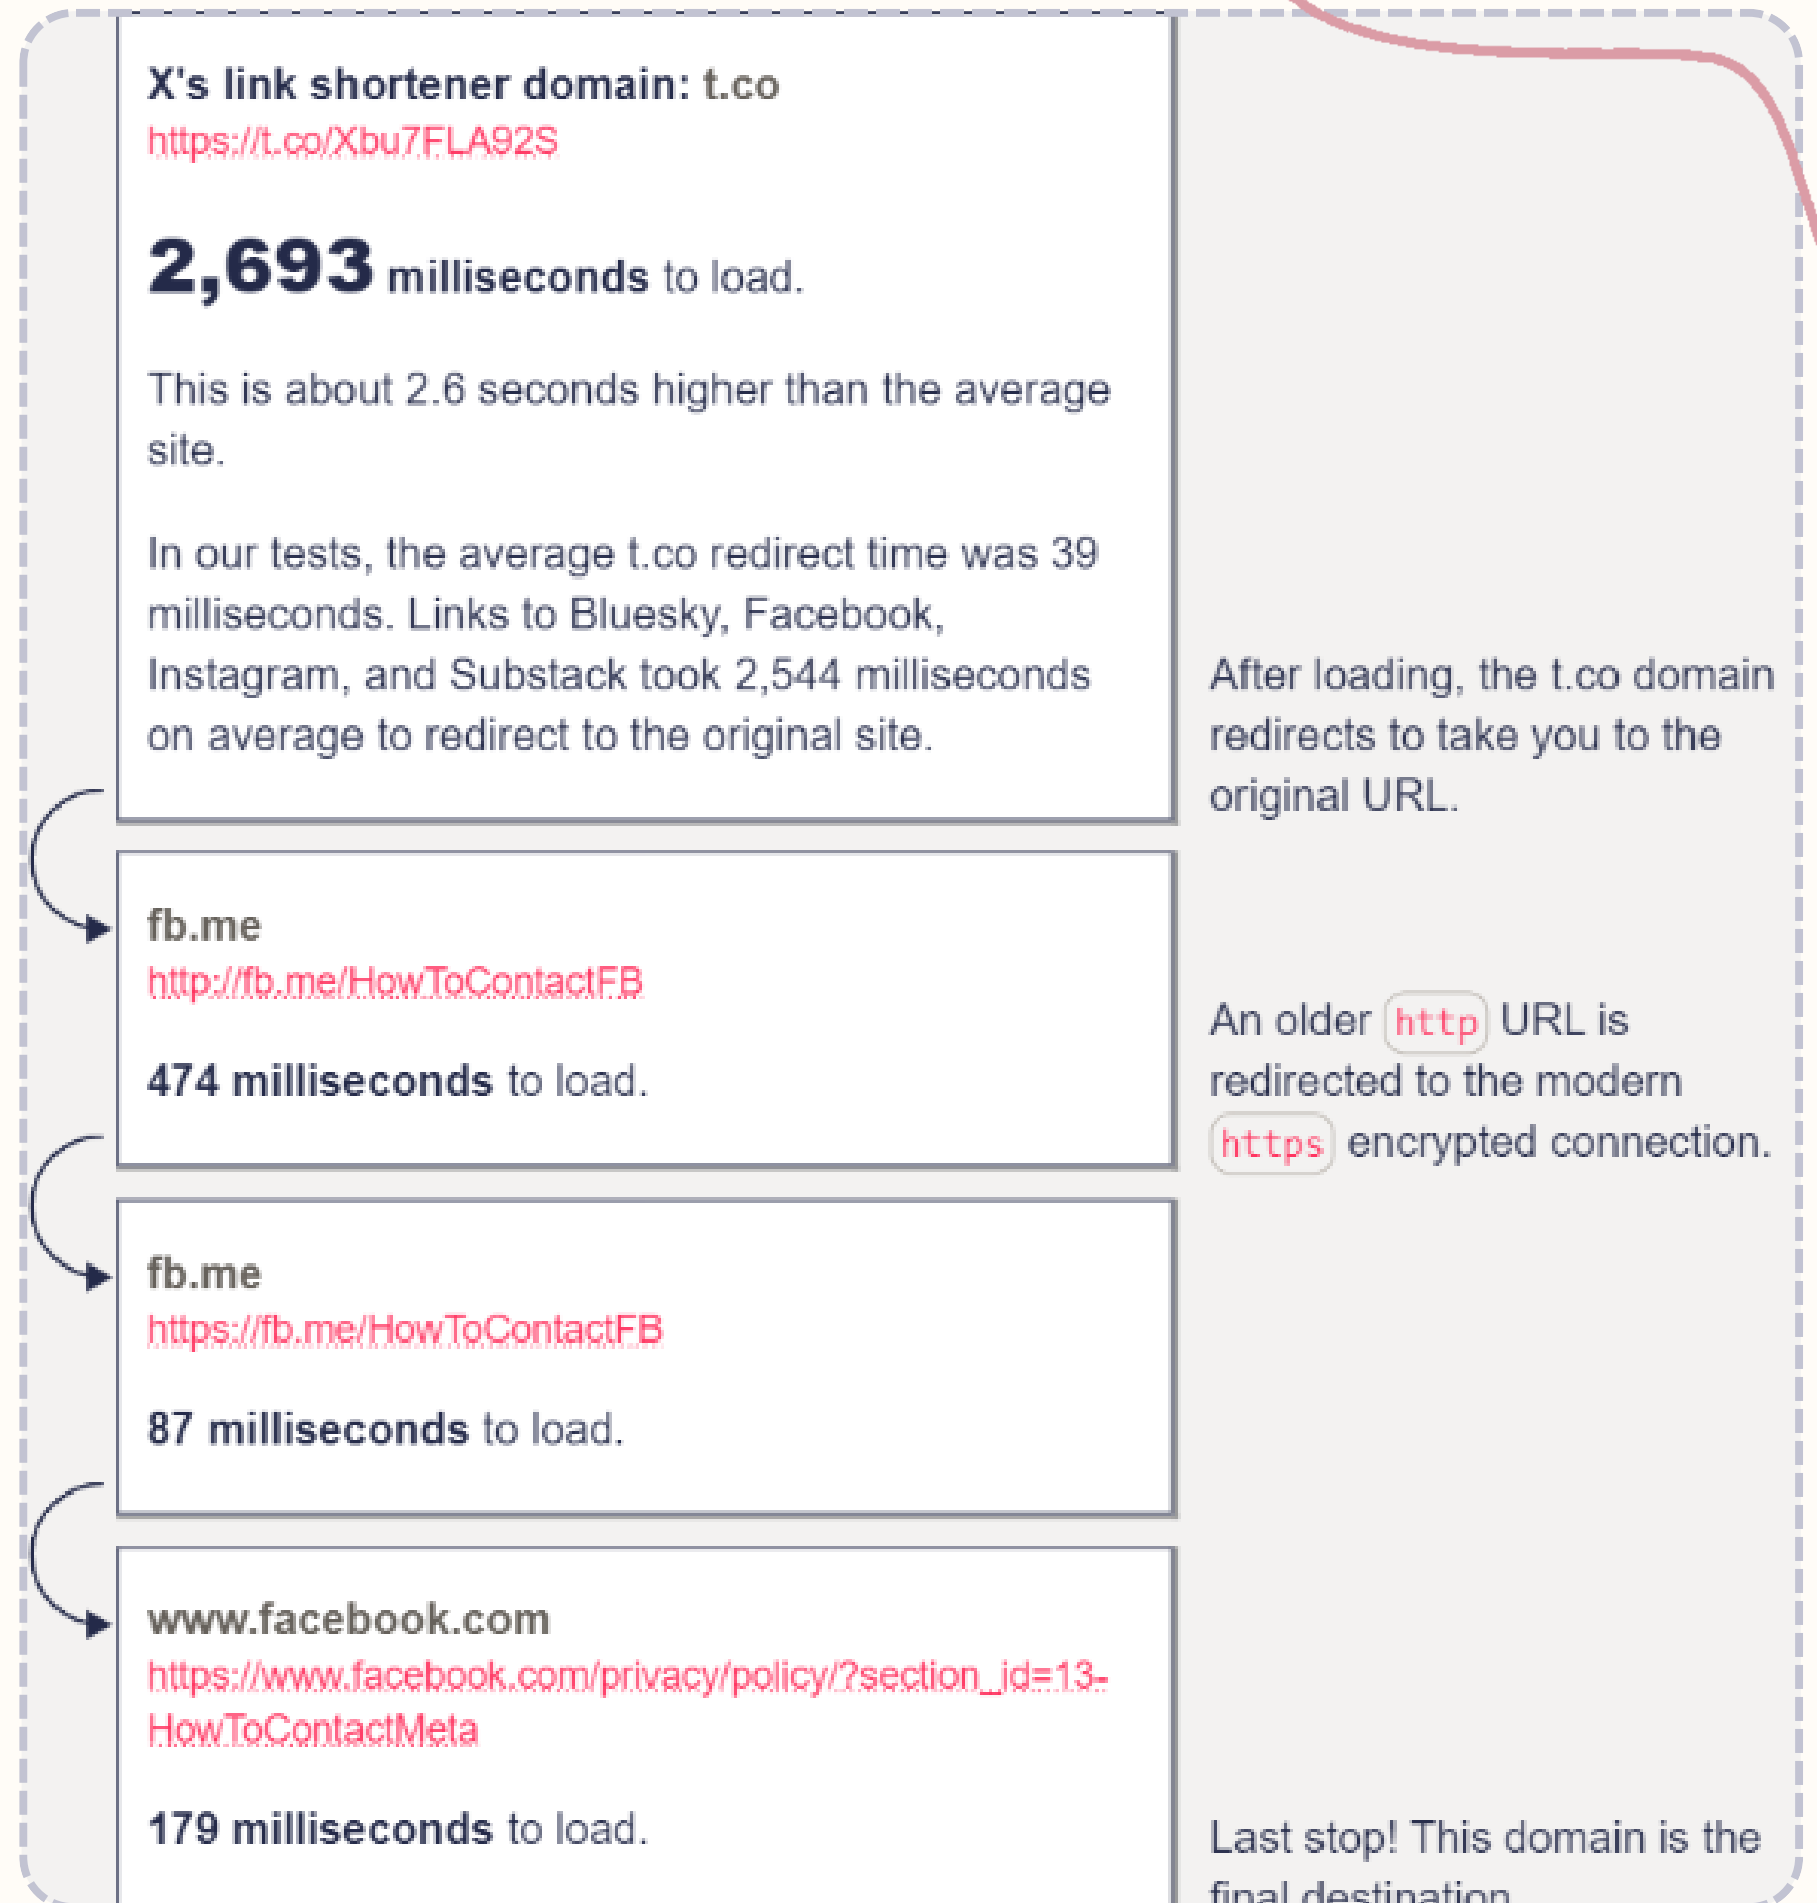 X's link shortener domain: t.co
https://t.co/Xbu7FLA92S
2,693 milliseconds to load.
This is about 2.6 seconds higher than the average
site.
In our tests, the average t.co redirect time was 39
milliseconds. Links to Bluesky, Facebook,
Instagram, and Substack took 2,544 milliseconds
on average to redirect to the original site.
After loading, the t.co domain
redirects to take you to the
original URL.
fb.me
http://fb.me/HowToContactFB
474 milliseconds to load.
An older http URL is
redirected to the modern
https encrypted connection.
fb.me
https://fb.me/HowToContactFB
87 milliseconds to load.
www.facebook.com
https://www.facebook.com/privacy/policy/?section_id=13-
HowToContactMeta
179 milliseconds to load.
Last stop! This domain is the
final destination